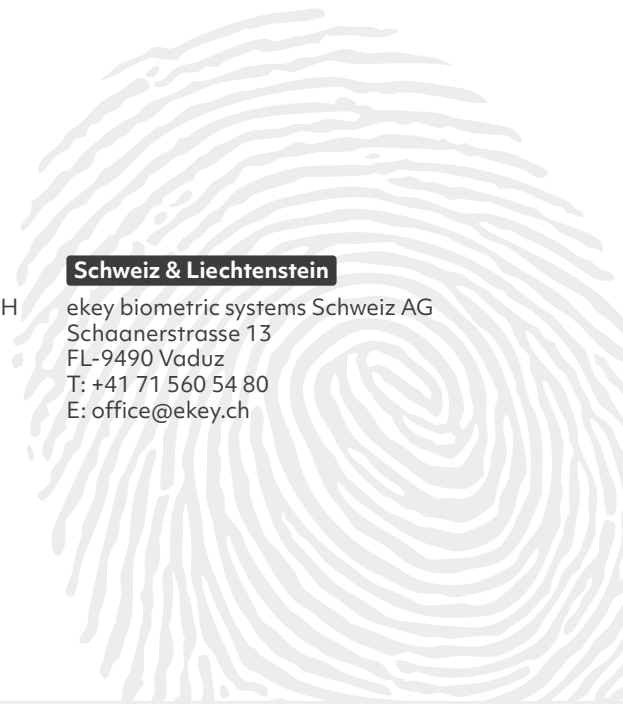 Schweiz & Liechtenstein
H
ekey biometric systems Schweiz AG
Schaanerstrasse 13
FL-9490 Vaduz
T: +41 71 560 54 80
E: office@ekey.ch